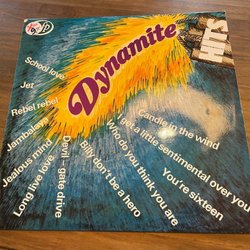 Dynamite
HITS
School love
Jet
Rebel rebel
Jambalaya
Jealous mind
Long live love
Devil-gate drive
Billy don't be a hero
Who do you think you are
Candle in the wind
I get a little sentimental over you
You're sixteen